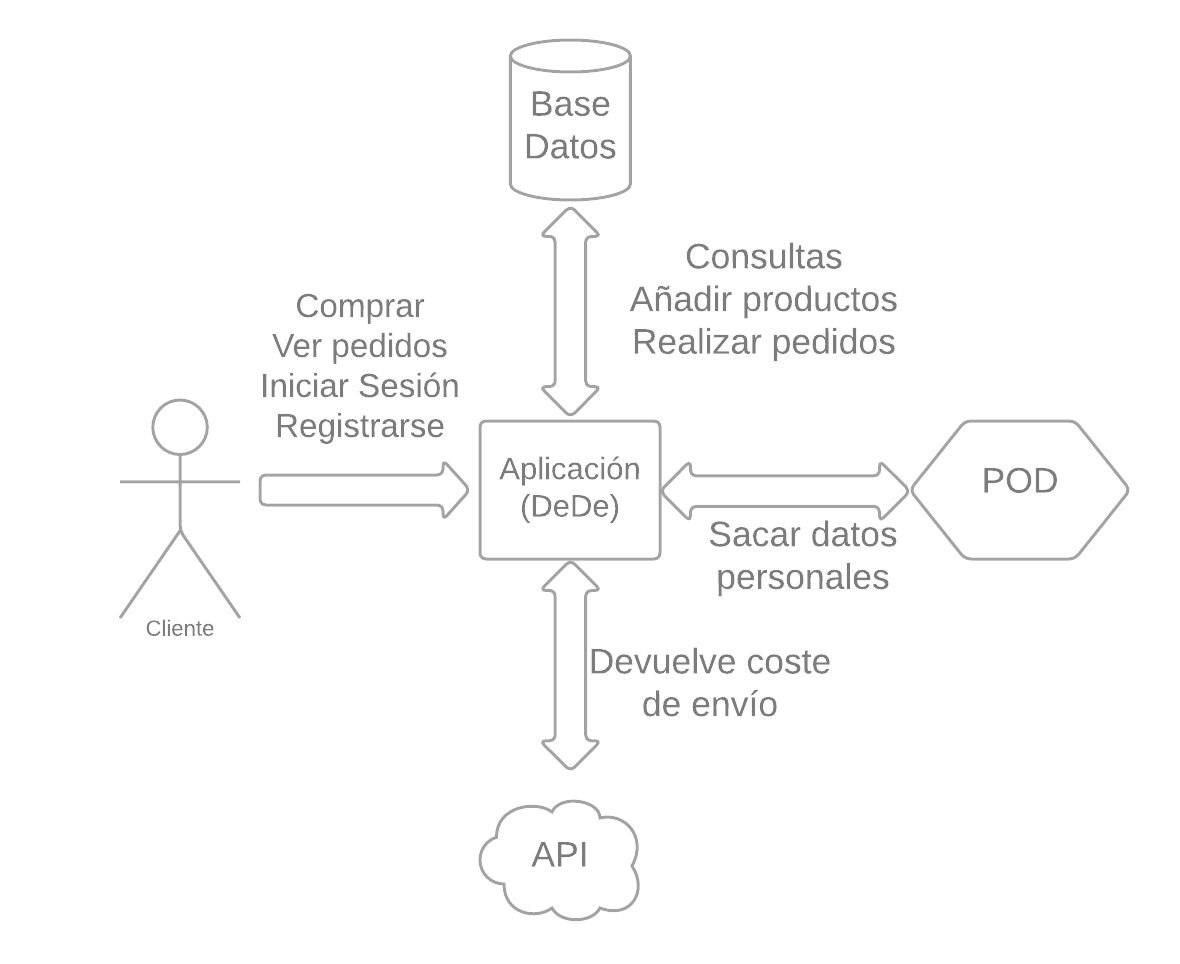 Base
Datos
Consultas
Añadir productos
Realizar pedidos
Comprar
Ver pedidos
Iniciar Sesión
Registrarse
Cliente
Aplicación
(DeDe)
POD
Sacar datos
personales
Devuelve coste
de envío
API